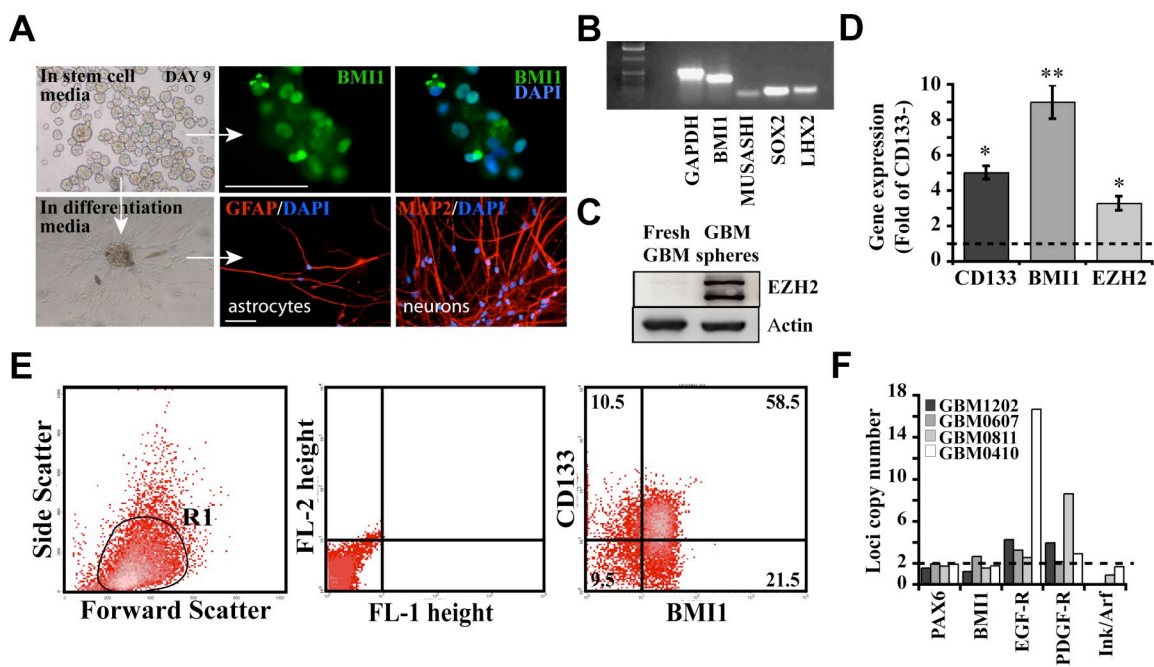 A
In stem cell
media
DAY 9
BMI1
BMI1
DAPI
In differentiation
media
GFAP/DAPI
astrocytes
MAP2/DAPI
neurons
B
GAPDH
BMI1
MUSASHI
SOX2
LHX2
C
Fresh
GBM
GBM
spheres
EZH2
Actin
D
Gene expression
(Fold of CD133-)
10
8
6
4
2
0
*
**
*
CD133
BMI1
EZH2
E
Side Scatter
R1
Forward Scatter
FL-2 height
FL-1 height
CD133
10.5
58.5
9.5
21.5
BMI1
F
Loci copy number
18
14
10
6
2
2
GBM1202
GBM0607
GBM0811
GBM0410
PAX6
BMI1
EGF-R
PDGF-R
Ink/Arf